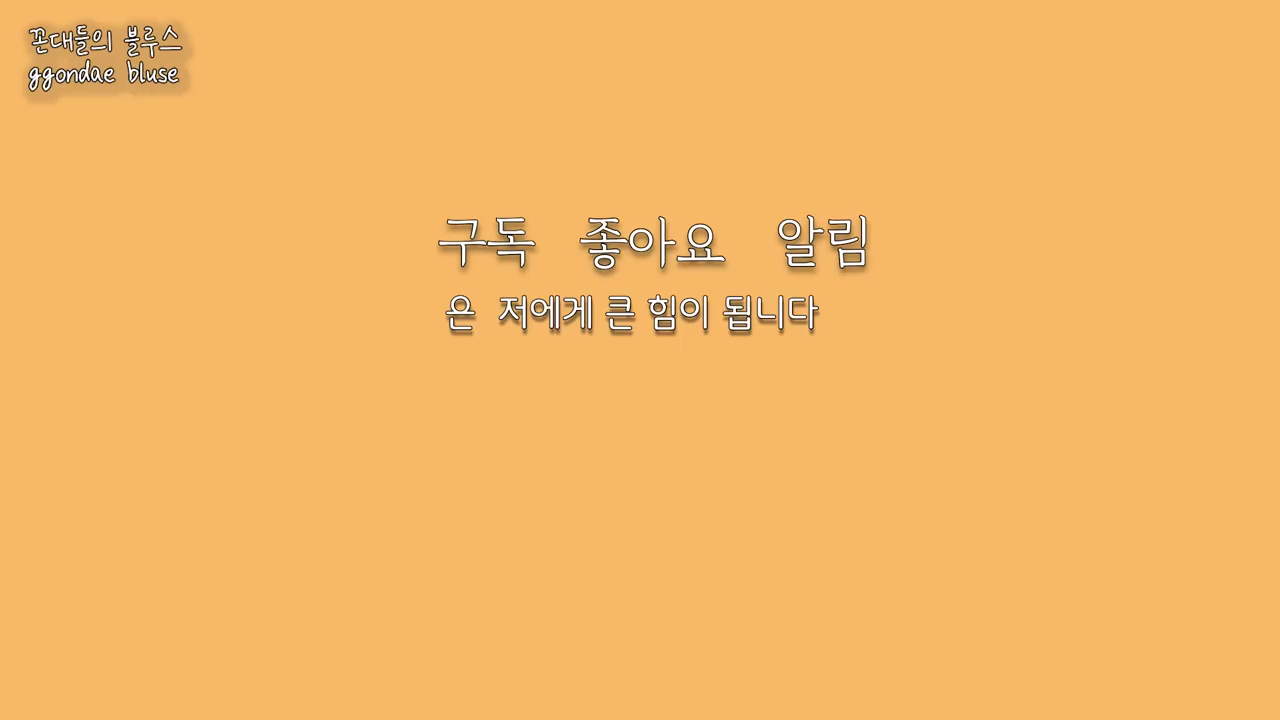 꼰대들의 블루스
ggondae bluse
구독 좋아요 알림
은 저에게 큰 힘이 됩니다